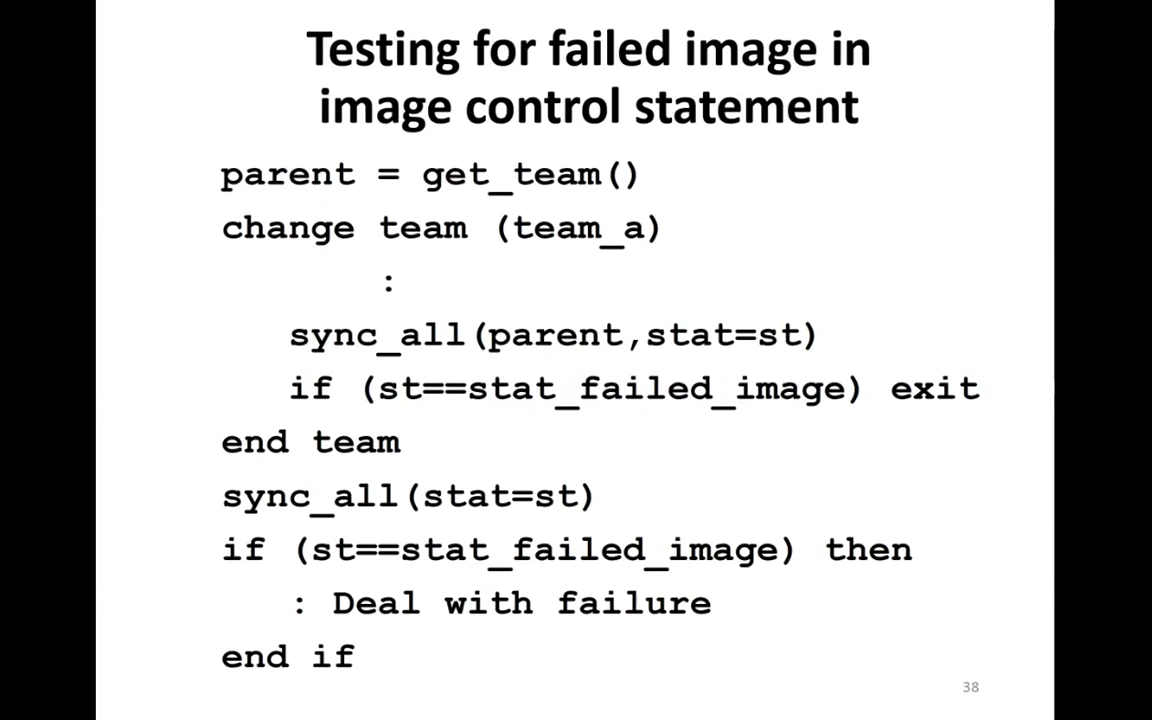 Testing for failed image in
image control statement
parent = get_team()
change team (team_a)
:
sync_all(parent,stat=st)
if (st==stat_failed_image) exit
end team
sync_all(stat=st)
if (st==stat_failed_image) then
: Deal with failure
end if
38